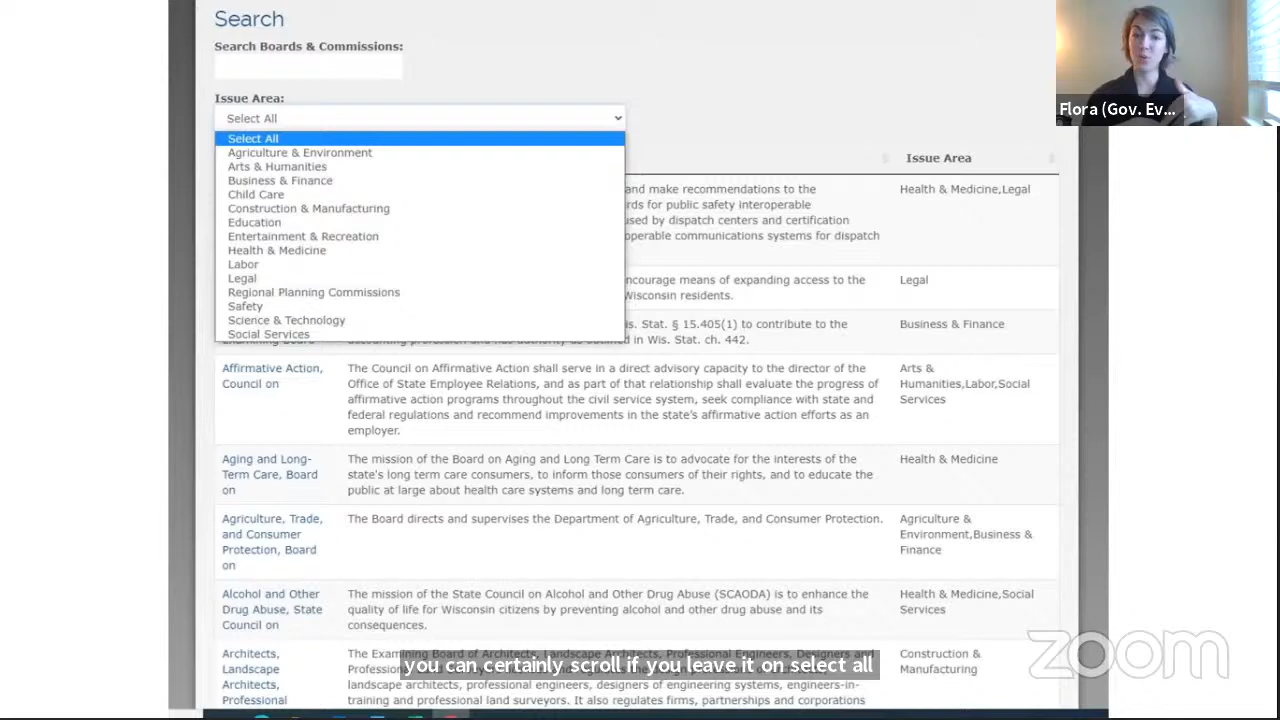 Search
Search Boards & Commissions:
Issue Area:
Select All
Select All
Agriculture & Environment
Arts & Humanities
Business & Finance
Child Care
Construction & Manufacturing
Education
Entertainment & Recreation
Health & Medicine
Labor
Legal
Regional Planning Commissions
Safety
Science & Technology
Social Services
Flora (Gov. Ev...
Issue Area
and make recommendations to the
rds for public safety interoperable
used by dispatch centers and certification
operable communications systems for dispatch
Health & Medicine,Legal
ncourage means of expanding access to the
Wisconsin residents.
Legal
is. Stat. § 15.405(1) to contribute to the
accounting profession and has authority as outlined in Wis. Stat. ch. 442.
Business & Finance
Examining Board
Affirmative Action,
Council on
The Council on Affirmative Action shall serve in a direct advisory capacity to the director of the
Office of State Employee Relations, and as part of that relationship shall evaluate the progress of
affirmative action programs throughout the civil service system, seek compliance with state and
federal regulations and recommend improvements in the state's affirmative action efforts as an
employer.
Arts &
Humanities,Labor,Social
Services
Aging and Long-
Term Care, Board
on
The mission of the Board on Aging and Long Term Care is to advocate for the interests of the
state's long term care consumers, to inform those consumers of their rights, and to educate the
public at large about health care systems and long term care.
Health & Medicine
Agriculture, Trade,
and Consumer
Protection, Board
on
The Board directs and supervises the Department of Agriculture, Trade, and Consumer Protection.
Agriculture &
Environment,Business &
Finance
Alcohol and Other
Drug Abuse, State
Council on
The mission of the State Council on Alcohol and Other Drug Abuse (SCAODA) is to enhance the
quality of life for Wisconsin citizens by preventing alcohol and other drug abuse and its
consequences.
Health & Medicine,Social
Services
Architects,
Landscape
Architects,
Professional
The Examining Board of Architects, Landscape Architects, Professional Engineers, Designers and
Profession
landscape architects, professional engineers, designers of engineering systems, engineers-in-
training and professional land surveyors. It also regulates firms, partnerships and corporations
Construction &
Manufacturing
you can certainly scroll if you leave it on select all
zoom